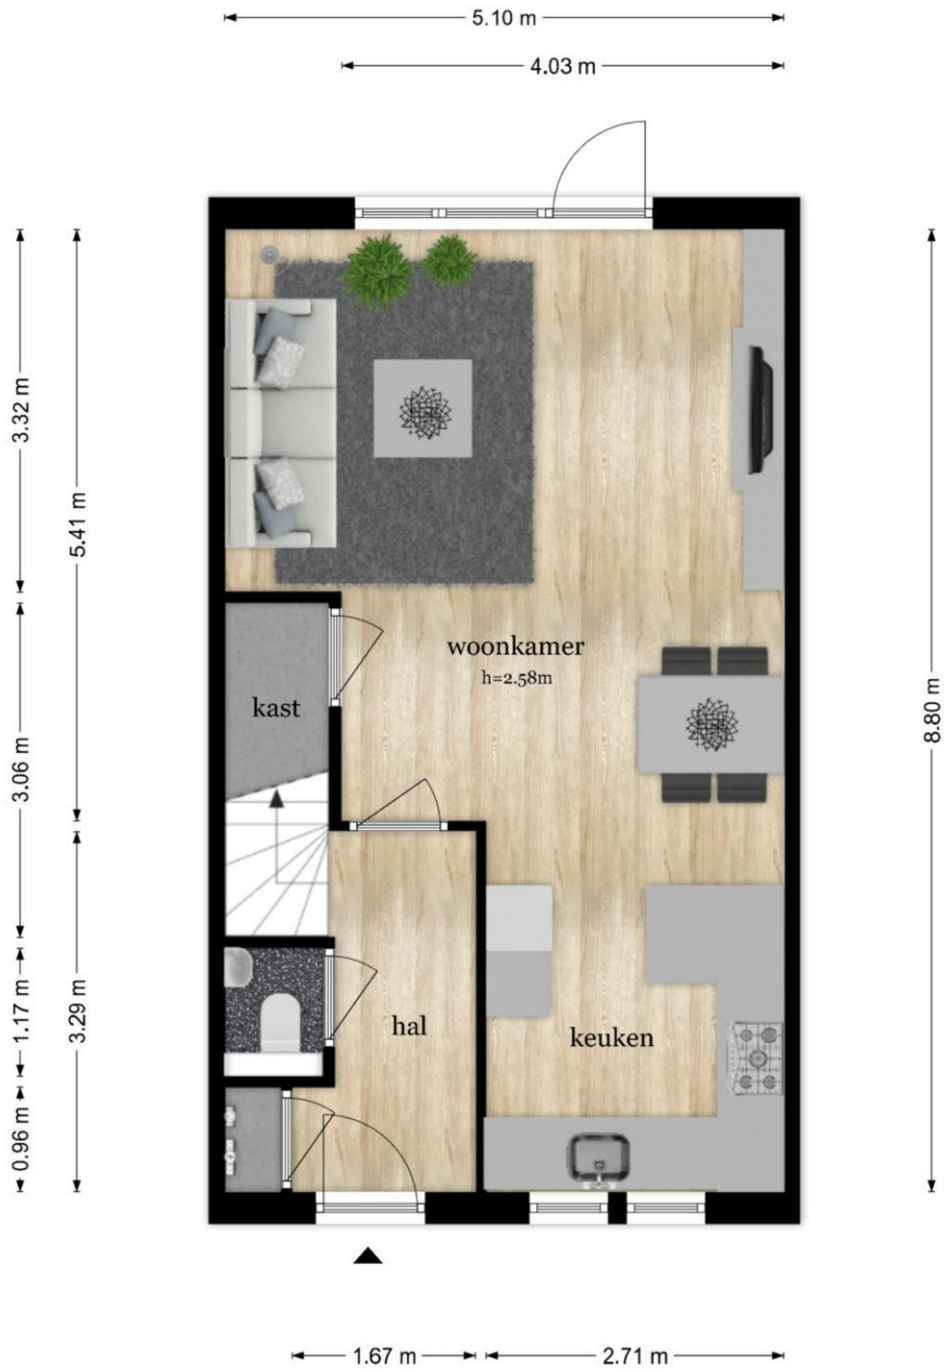 5.10 m
4.03 m
3.32 m
5.41 m
woonkamer
h=2.58m
kast
8.80 m
3.06 m
1.17 m
3.29 m
hal
keuken
0.96 m
1.67 m
2.71 m